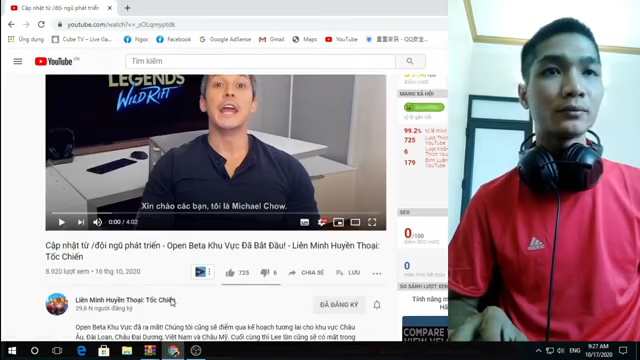 Cập nhật từ /đội ngũ phát triển
youtube.com/watch?v=_sOLqmyptdk
Ứng dụng
Cube TV – Live Ga...
Ngoc
Facebook
Google AdSense
Gmail
Maps
YouTube
YouTube VN
Tìm kiếm
LEGENDS
WILD RIFT
Xin chào các bạn, tôi là Michael Chow.
0:00 / 4:02
Cập nhật từ /đội ngũ phát triển - Open Beta Khu Vực Đã Bắt Đầu! - Liên Minh Huyền Thoại:
Tốc Chiến
8.920 lượt xem • 16 thg 10, 2020
725
6
CHIA SẺ
LƯU
Liên Minh Huyền Thoại: Tốc Chiến
29,8 N người đăng ký
ĐÃ ĐĂNG KÝ
Open Beta Khu Vực đã ra mắt! Chúng tôi cũng sẽ điểm qua kế hoạch tương lai cho khu vực Châu
Âu, Đài Loan, Châu Đại Dương, Việt Nam và Châu Mỹ. Cuối cùng thì Lee Sin cũng sẽ có mặt trong
MẠNG XÃ HỘI
99.2%
725
YouTube
6
YouTube
179
SEO
0/100
0
COMPARE
adidas
ENG
9:27 AM
10/17/2020